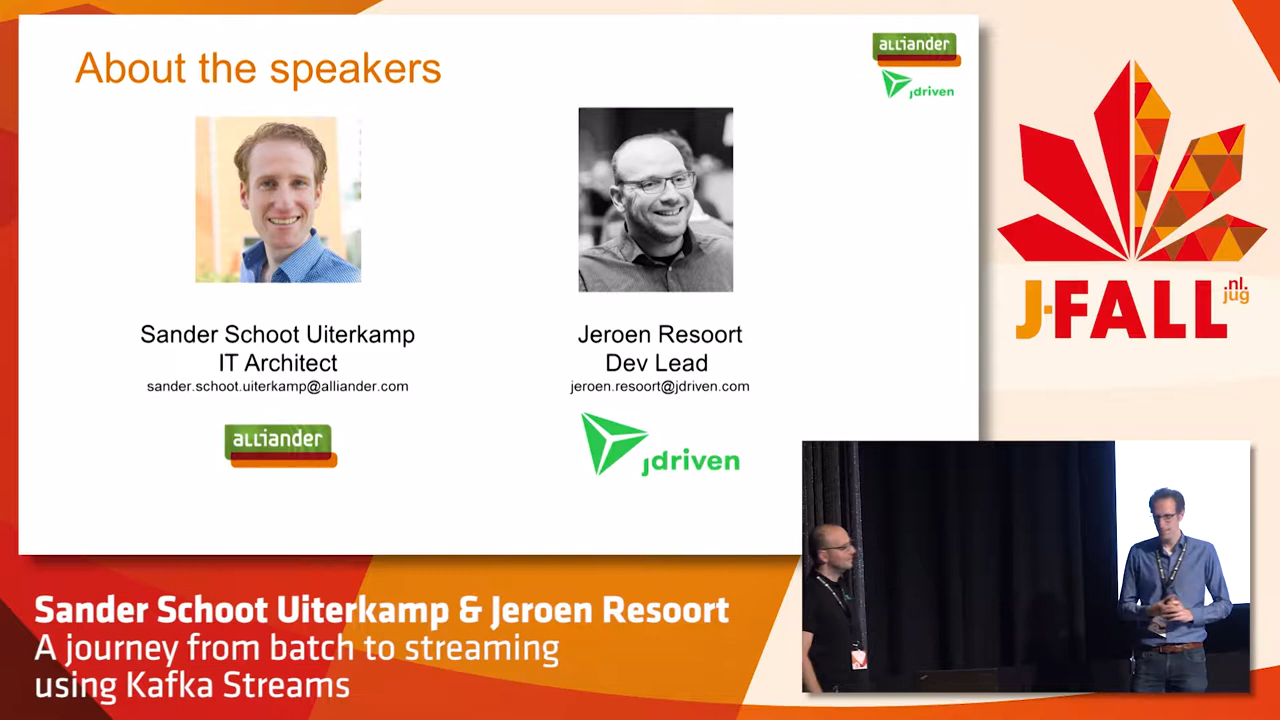 About the speakers
alliander
jdriven
Sander Schoot Uiterkamp
IT Architect
sander.schoot.uiterkamp@alliander.com
alliander
Jeroen Resoort
Dev Lead
jeroen.resoort@jdriven.com
jdriven
J-FALL
.nl.
jug
Sander Schoot Uiterkamp & Jeroen Resoort
A journey from batch to streaming
using Kafka Streams